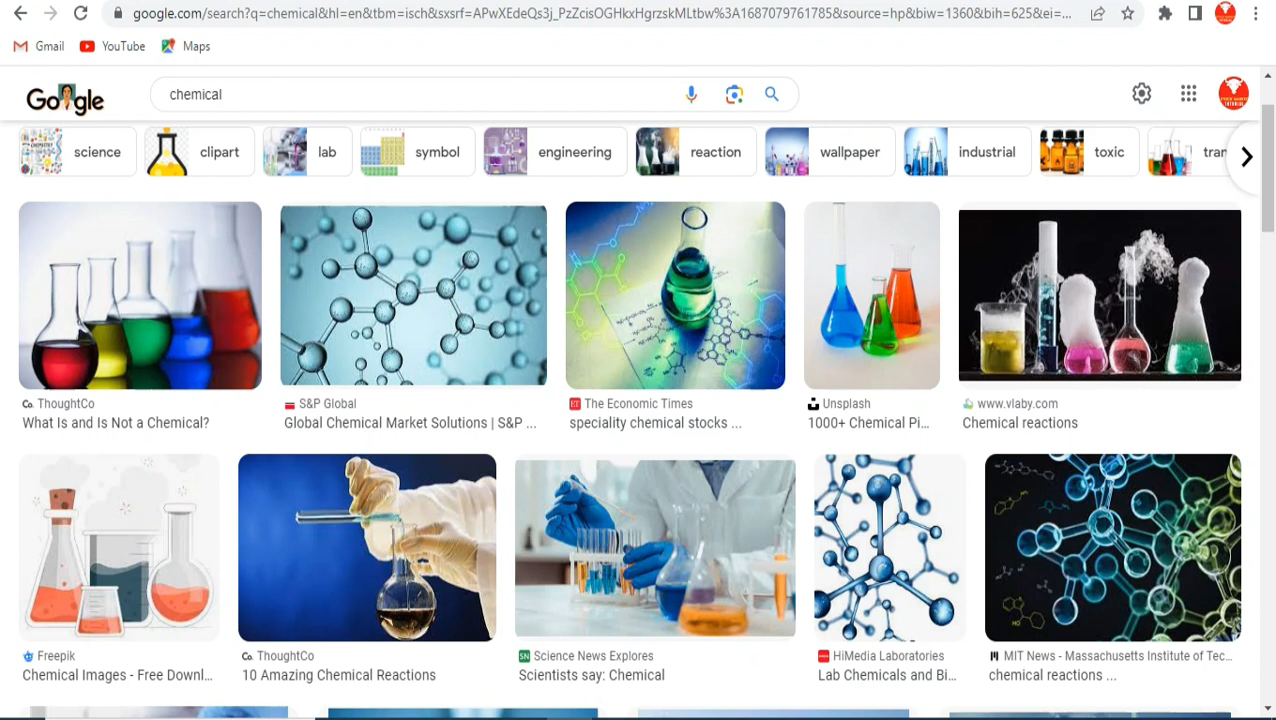 google.com/search?q=chemical&hl=en&tbm=isch&sxsrf=APwXEdeQs3j_PzZcisOGHkxHgrzskMLtbw%3A1687079761785&source=hp&biw=1360&bih=625&ei=...
Gmail YouTube Maps
Google chemical
science clipart lab symbol engineering reaction wallpaper industrial toxic tran
Co. ThoughtCo
What Is and Is Not a Chemical?
S&P Global
Global Chemical Market Solutions | S&P ...
ET The Economic Times
speciality chemical stocks ...
Unsplash
1000+ Chemical Pi...
www.vlaby.com
Chemical reactions
Freepik
Chemical Images - Free Downl...
Co. ThoughtCo
10 Amazing Chemical Reactions
SN Science News Explores
Scientists say: Chemical
HiMedia Laboratories
Lab Chemicals and Bi...
MIT News - Massachusetts Institute of Tec...
chemical reactions ...